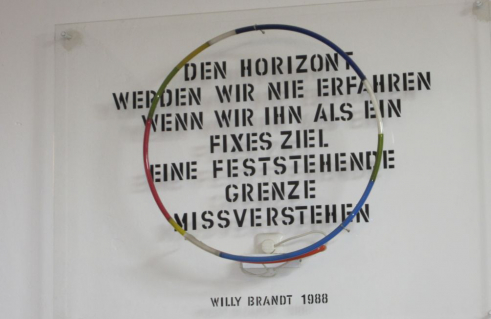 DEN HORIZONT
WERDEN WIR NIE ERFAHREN
WENN WIR IHN ALS EIN
FIXES ZIEL
EINE FESTSTEHENDE
GRENZE
MISSVERSTEHEN
WILLY BRANDT 1988